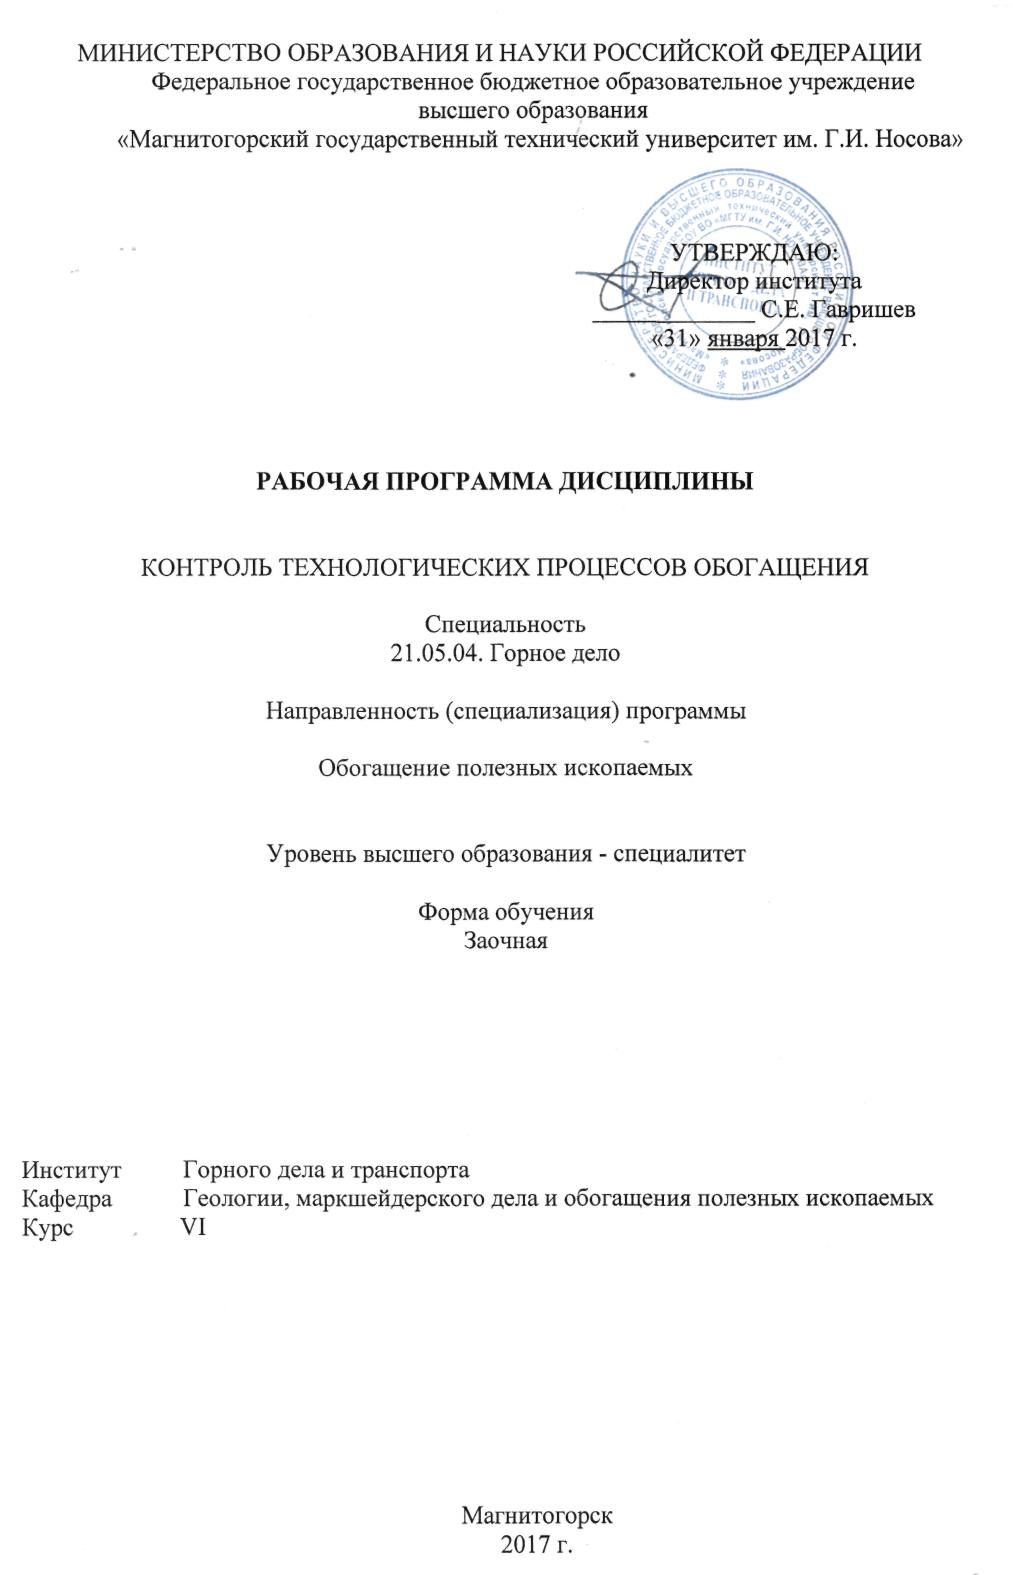 МИНИСТЕРСТВО ОБРАЗОВАНИЯ И НАУКИ РОССИЙСКОЙ ФЕДЕРАЦИИ
Федеральное государственное бюджетное образовательное учреждение
высшего образования
«Магнитогорский государственный технический университет им. Г.И. Носова»
УТВЕРЖДАЮ:
Директор института
С.Е. Гавришев
«31» января 2017 г.
РАБОЧАЯ ПРОГРАММА ДИСЦИПЛИНЫ
КОНТРОЛЬ ТЕХНОЛОГИЧЕСКИХ ПРОЦЕССОВ ОБОГАЩЕНИЯ
Специальность
21.05.04. Горное дело
Направленность (специализация) программы
Обогащение полезных ископаемых
Уровень высшего образования - специалитет
Форма обучения
Заочная
Институт Горного дела и транспорта
Кафедра Геологии, маркшейдерского дела и обогащения полезных ископаемых
Курс VI
Магнитогорск
2017 г.